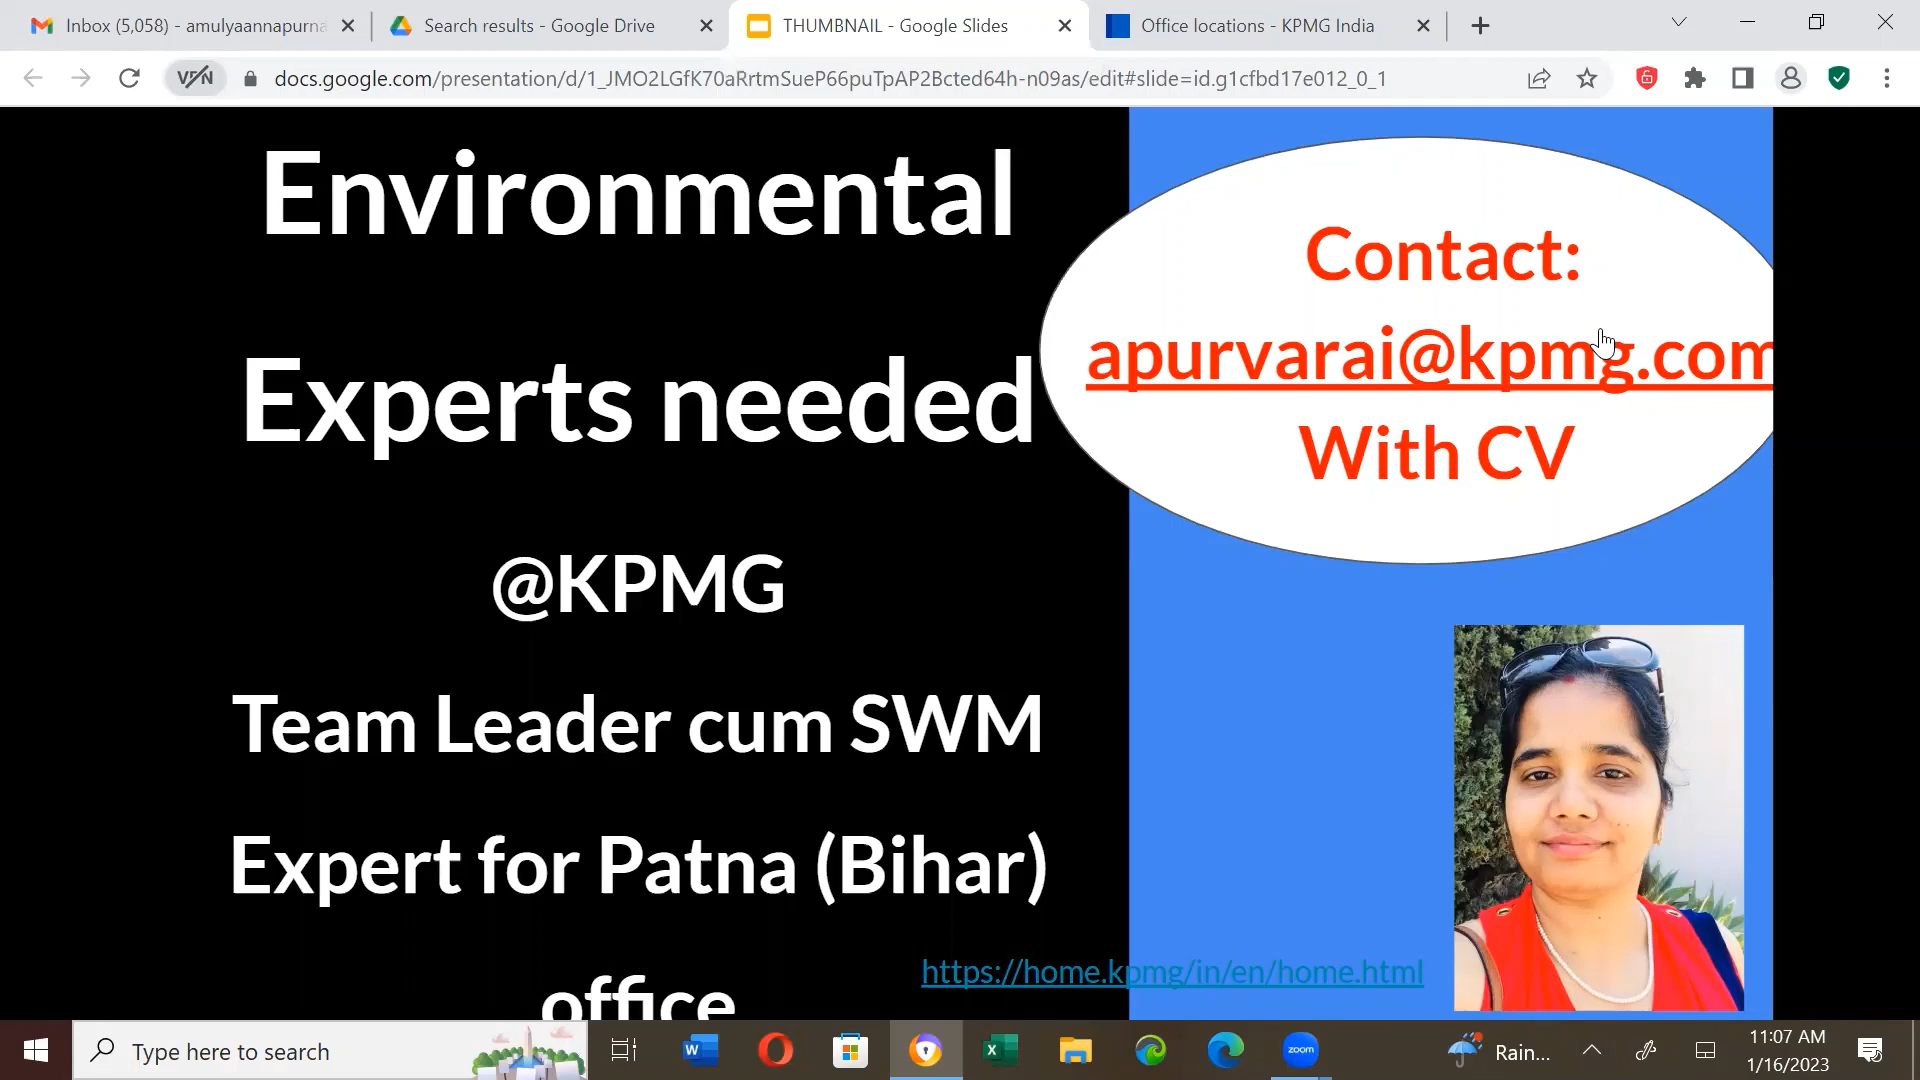 Inbox (5,058) - amulyaannapurna
Search results - Google Drive
THUMBNAIL - Google Slides
Office locations - KPMG India
VPN
docs.google.com/presentation/d/1_JMO2LGfK70aRrtmSueP66puTpAP2Bcted64h-n09as/edit#slide=id.g1cfbd17e012_0_1
Environmental
Experts needed
@KPMG
Team Leader cum SWM
Expert for Patna (Bihar)
office
Contact:
apurvarai@kpmg.com
With CV
https://home.kpmg/in/en/home.html
Type here to search
zoom
Rain...
11:07 AM
1/16/2023